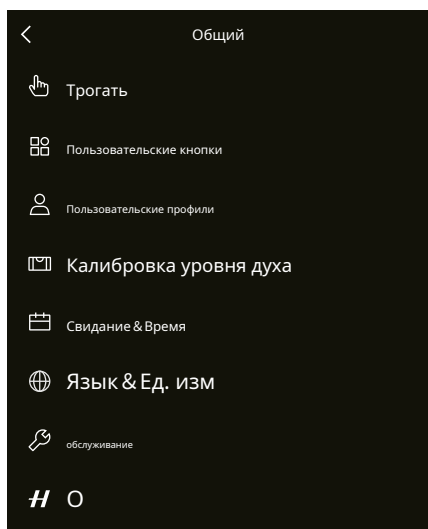 Общий
Трогать
Пользовательские кнопки
Пользовательские профили
Калибровка уровня духа
Свидание & Время
Язык & Ед. изм
обслуживание
О